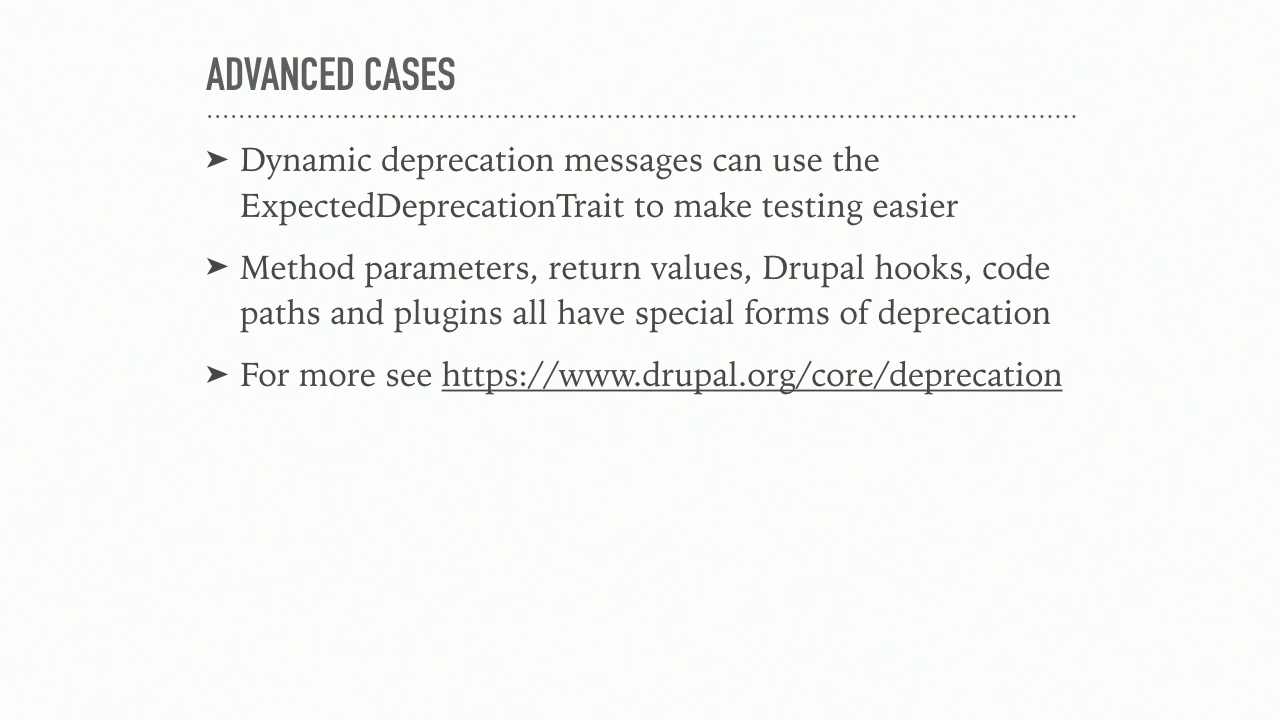 ADVANCED CASES
➤ Dynamic deprecation messages can use the
ExpectedDeprecationTrait to make testing easier
➤ Method parameters, return values, Drupal hooks, code
paths and plugins all have special forms of deprecation
➤ For more see https://www.drupal.org/core/deprecation